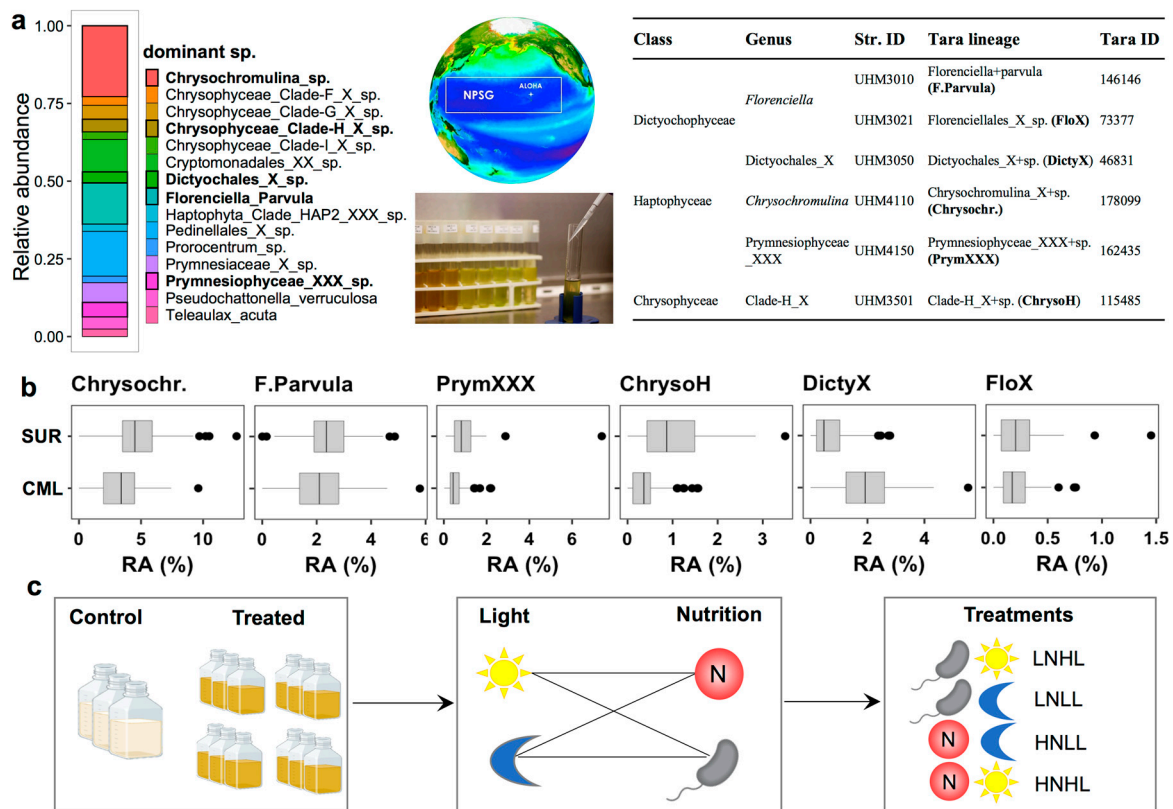 a
1.00
0.75
0.50
0.25
0.00
Relative abundance
dominant sp.
Chrysochromulina_sp.
Chrysophyceae_Clade-F_X_sp.
Chrysophyceae_Clade-G_X_sp.
Chrysophyceae_Clade-H_X_sp.
Chrysophyceae_Clade-I_X_sp.
Cryptomonadales_XX_sp.
Dictyochales_X_sp.
Florenciella_Parvula
Haptophyta_Clade_HAP2_XXX_sp.
Pedinellales_X_sp.
Prorocentrum_sp.
Prymnesiaceae_X_sp.
Prymnesiophyceae_XXX_sp.
Pseudochattonella_verruculosa
Teleaulax_acuta
NPSG
ALOHA
Class Genus Str. ID Tara lineage Tara ID
Dictyochophyceae Florenciella UHM3010 Florenciella+parvula 146146
(F.Parvula)
UHM3021 Florenciellales_X_sp. (FloX) 73377
Dictyochales_X UHM3050 Dictyochales_X+sp. (DictyX) 46831
Haptophyceae Chrysochromulina UHM4110 Chrysochromulina_X+sp. 178099
(Chrysochr.)
Prymnesiophyceae UHM4150 Prymnesiophyceae_XXX+sp. 162435
_XXX (PrymXXX)
Chrysophyceae Clade-H_X UHM3501 Clade-H_X+sp. (ChrysoH) 115485
b
Chrysochr. F.Parvula PrymXXX ChrysoH DictyX FloX
SUR
CML
0 5 10 0 2 4 6 0 2 4 6 8 0 1 2 3 0 2 4 0.0 0.5 1.0 1.5
RA (%) RA (%) RA (%) RA (%) RA (%) RA (%)
c
Control Treated
Light Nutrition
N
Treatments
LNHL
LNLL
N HNLL
N HNHL